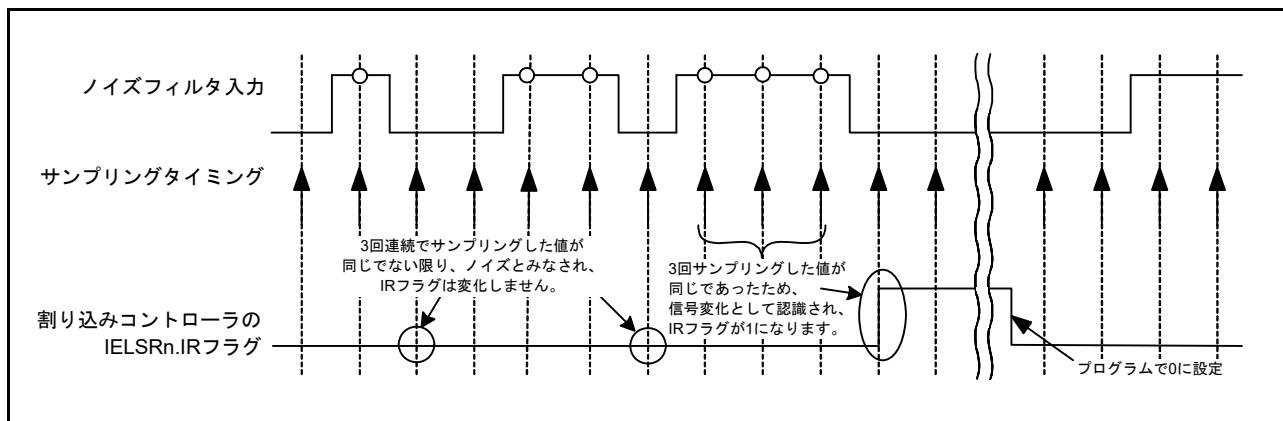 ノイズフィルタ入力
サンプリングタイミング
3回連続でサンプリングした値が
同じでない限り、ノイズとみなされ、
IRフラグは変化しません。
3回サンプリングした値が
同じであったため、
信号変化として認識され、
IRフラグが1になります。
割り込みコントローラの
IELSRn.IRフラグ
プログラムで0に設定